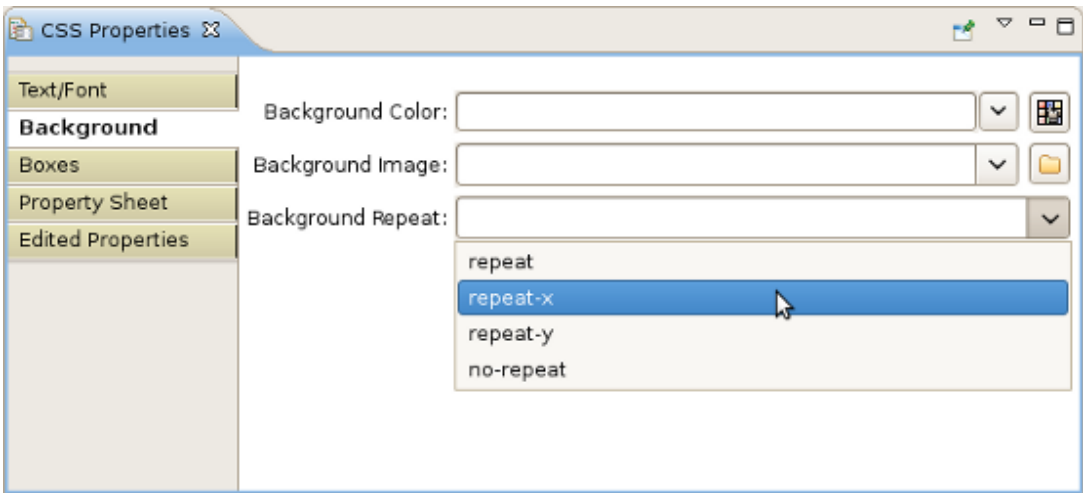 CSS Properties
Text/Font
Background
Boxes
Property Sheet
Edited Properties
Background Color:
Background Image:
Background Repeat:
repeat
repeat-x
repeat-y
no-repeat